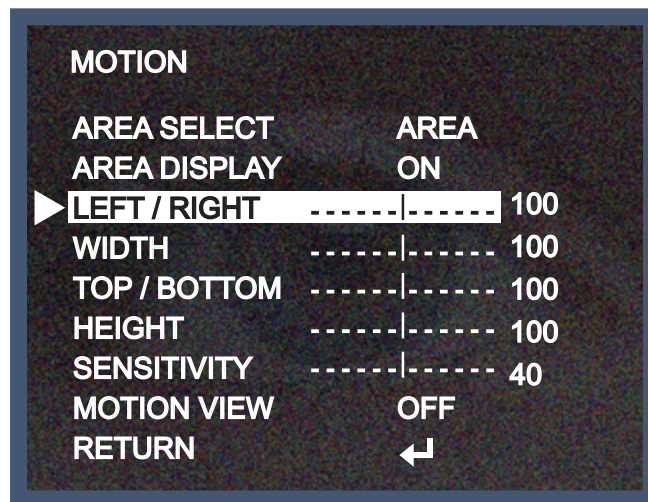 MOTION
AREA SELECT AREA
AREA DISPLAY ON
LEFT / RIGHT ------|------ 100
WIDTH ------|------ 100
TOP / BOTTOM ------|------ 100
HEIGHT ------|------ 100
SENSITIVITY ------|------ 40
MOTION VIEW OFF
RETURN ↵